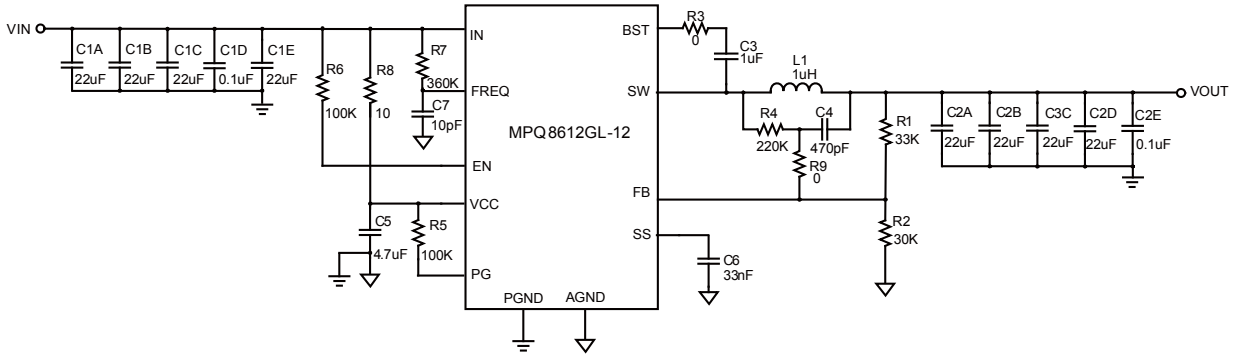 VIN
C1A
22uF
C1B
22uF
C1C
22uF
C1D
0.1uF
C1E
22uF
R6
100K
R8
10
R7
360K
C7
10pF
C5
4.7uF
R5
100K
IN
FREQ
EN
VCC
PG
PGND
AGND
MPQ8612GL-12
BST
SW
FB
SS
R3
0
C3
1uF
L1
1uH
R4
220K
C4
470pF
R9
0
R1
33K
R2
30K
C6
33nF
C2A
22uF
C2B
22uF
C3C
22uF
C2D
22uF
C2E
0.1uF
VOUT